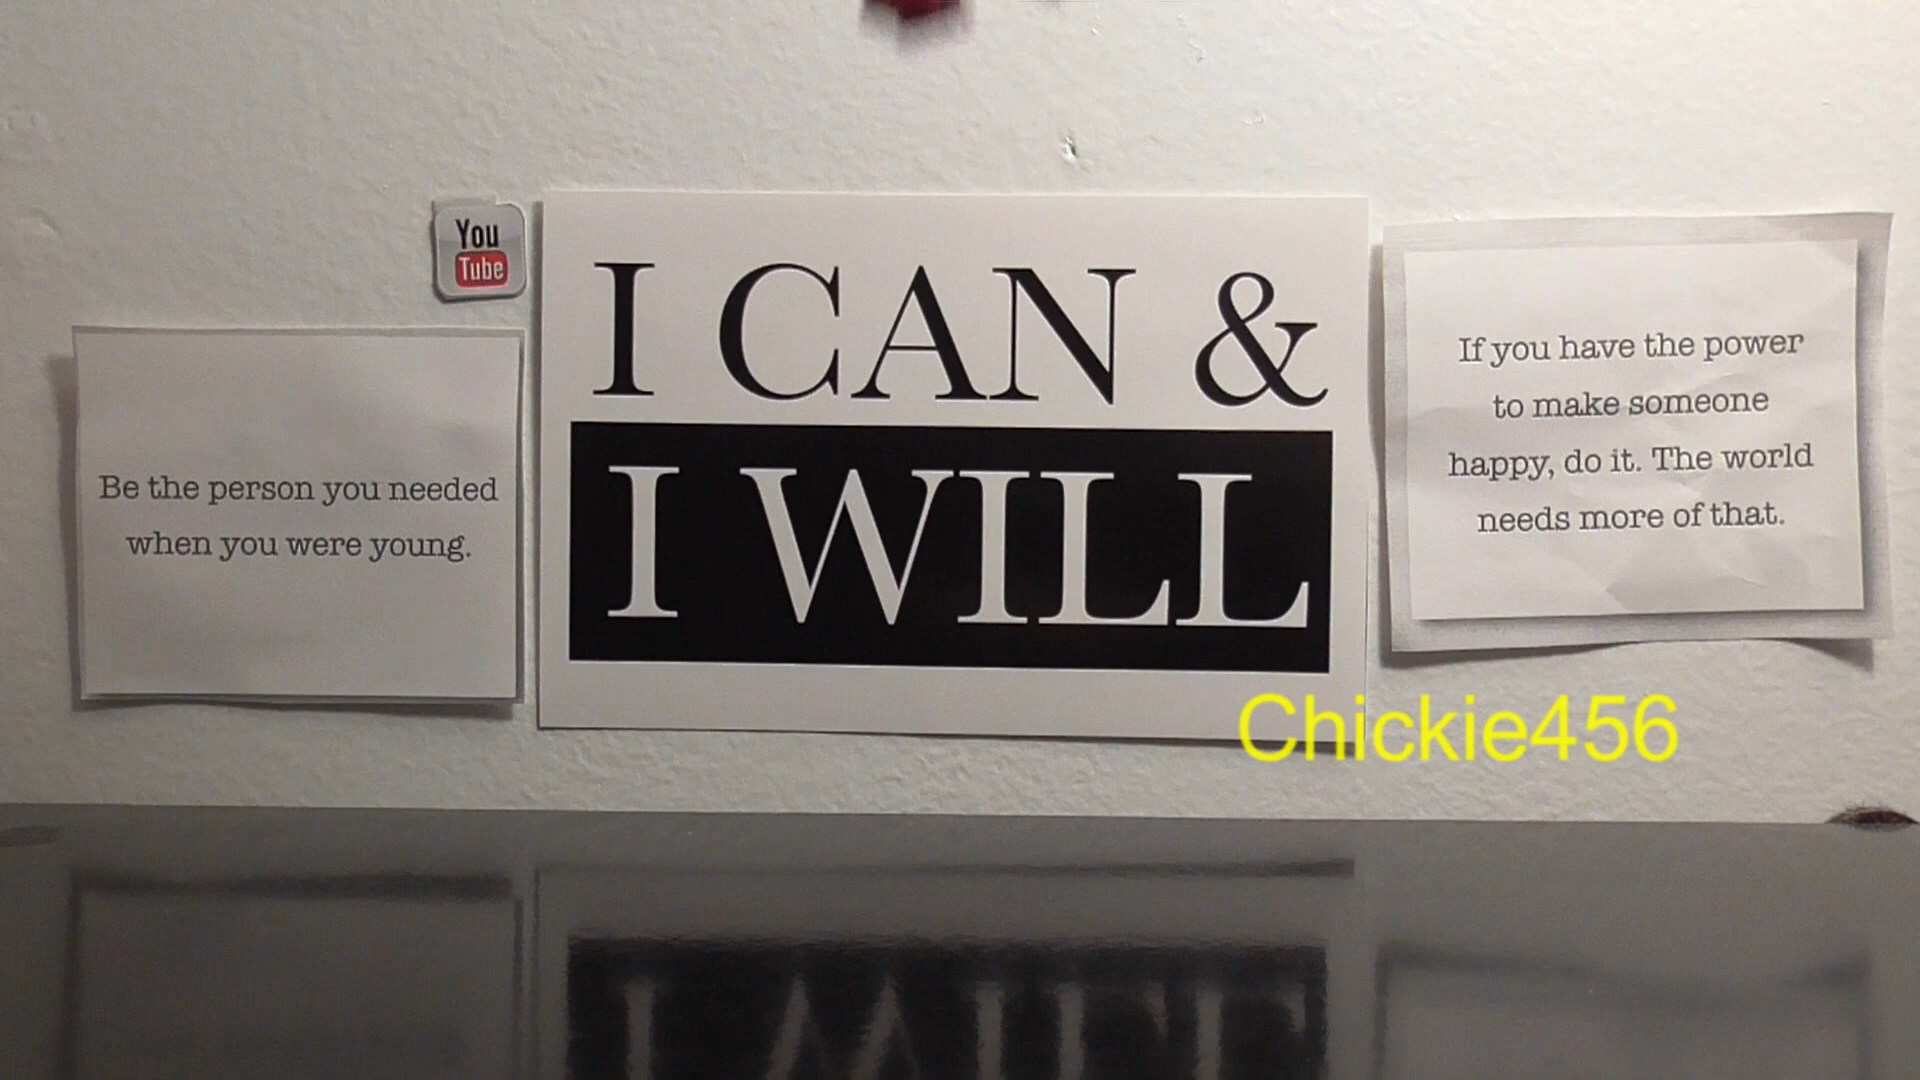 You
Tube
Be the person you needed
when you were young.
I CAN &
I WILL
If you have the power
to make someone
happy, do it. The world
needs more of that.
Chickie456